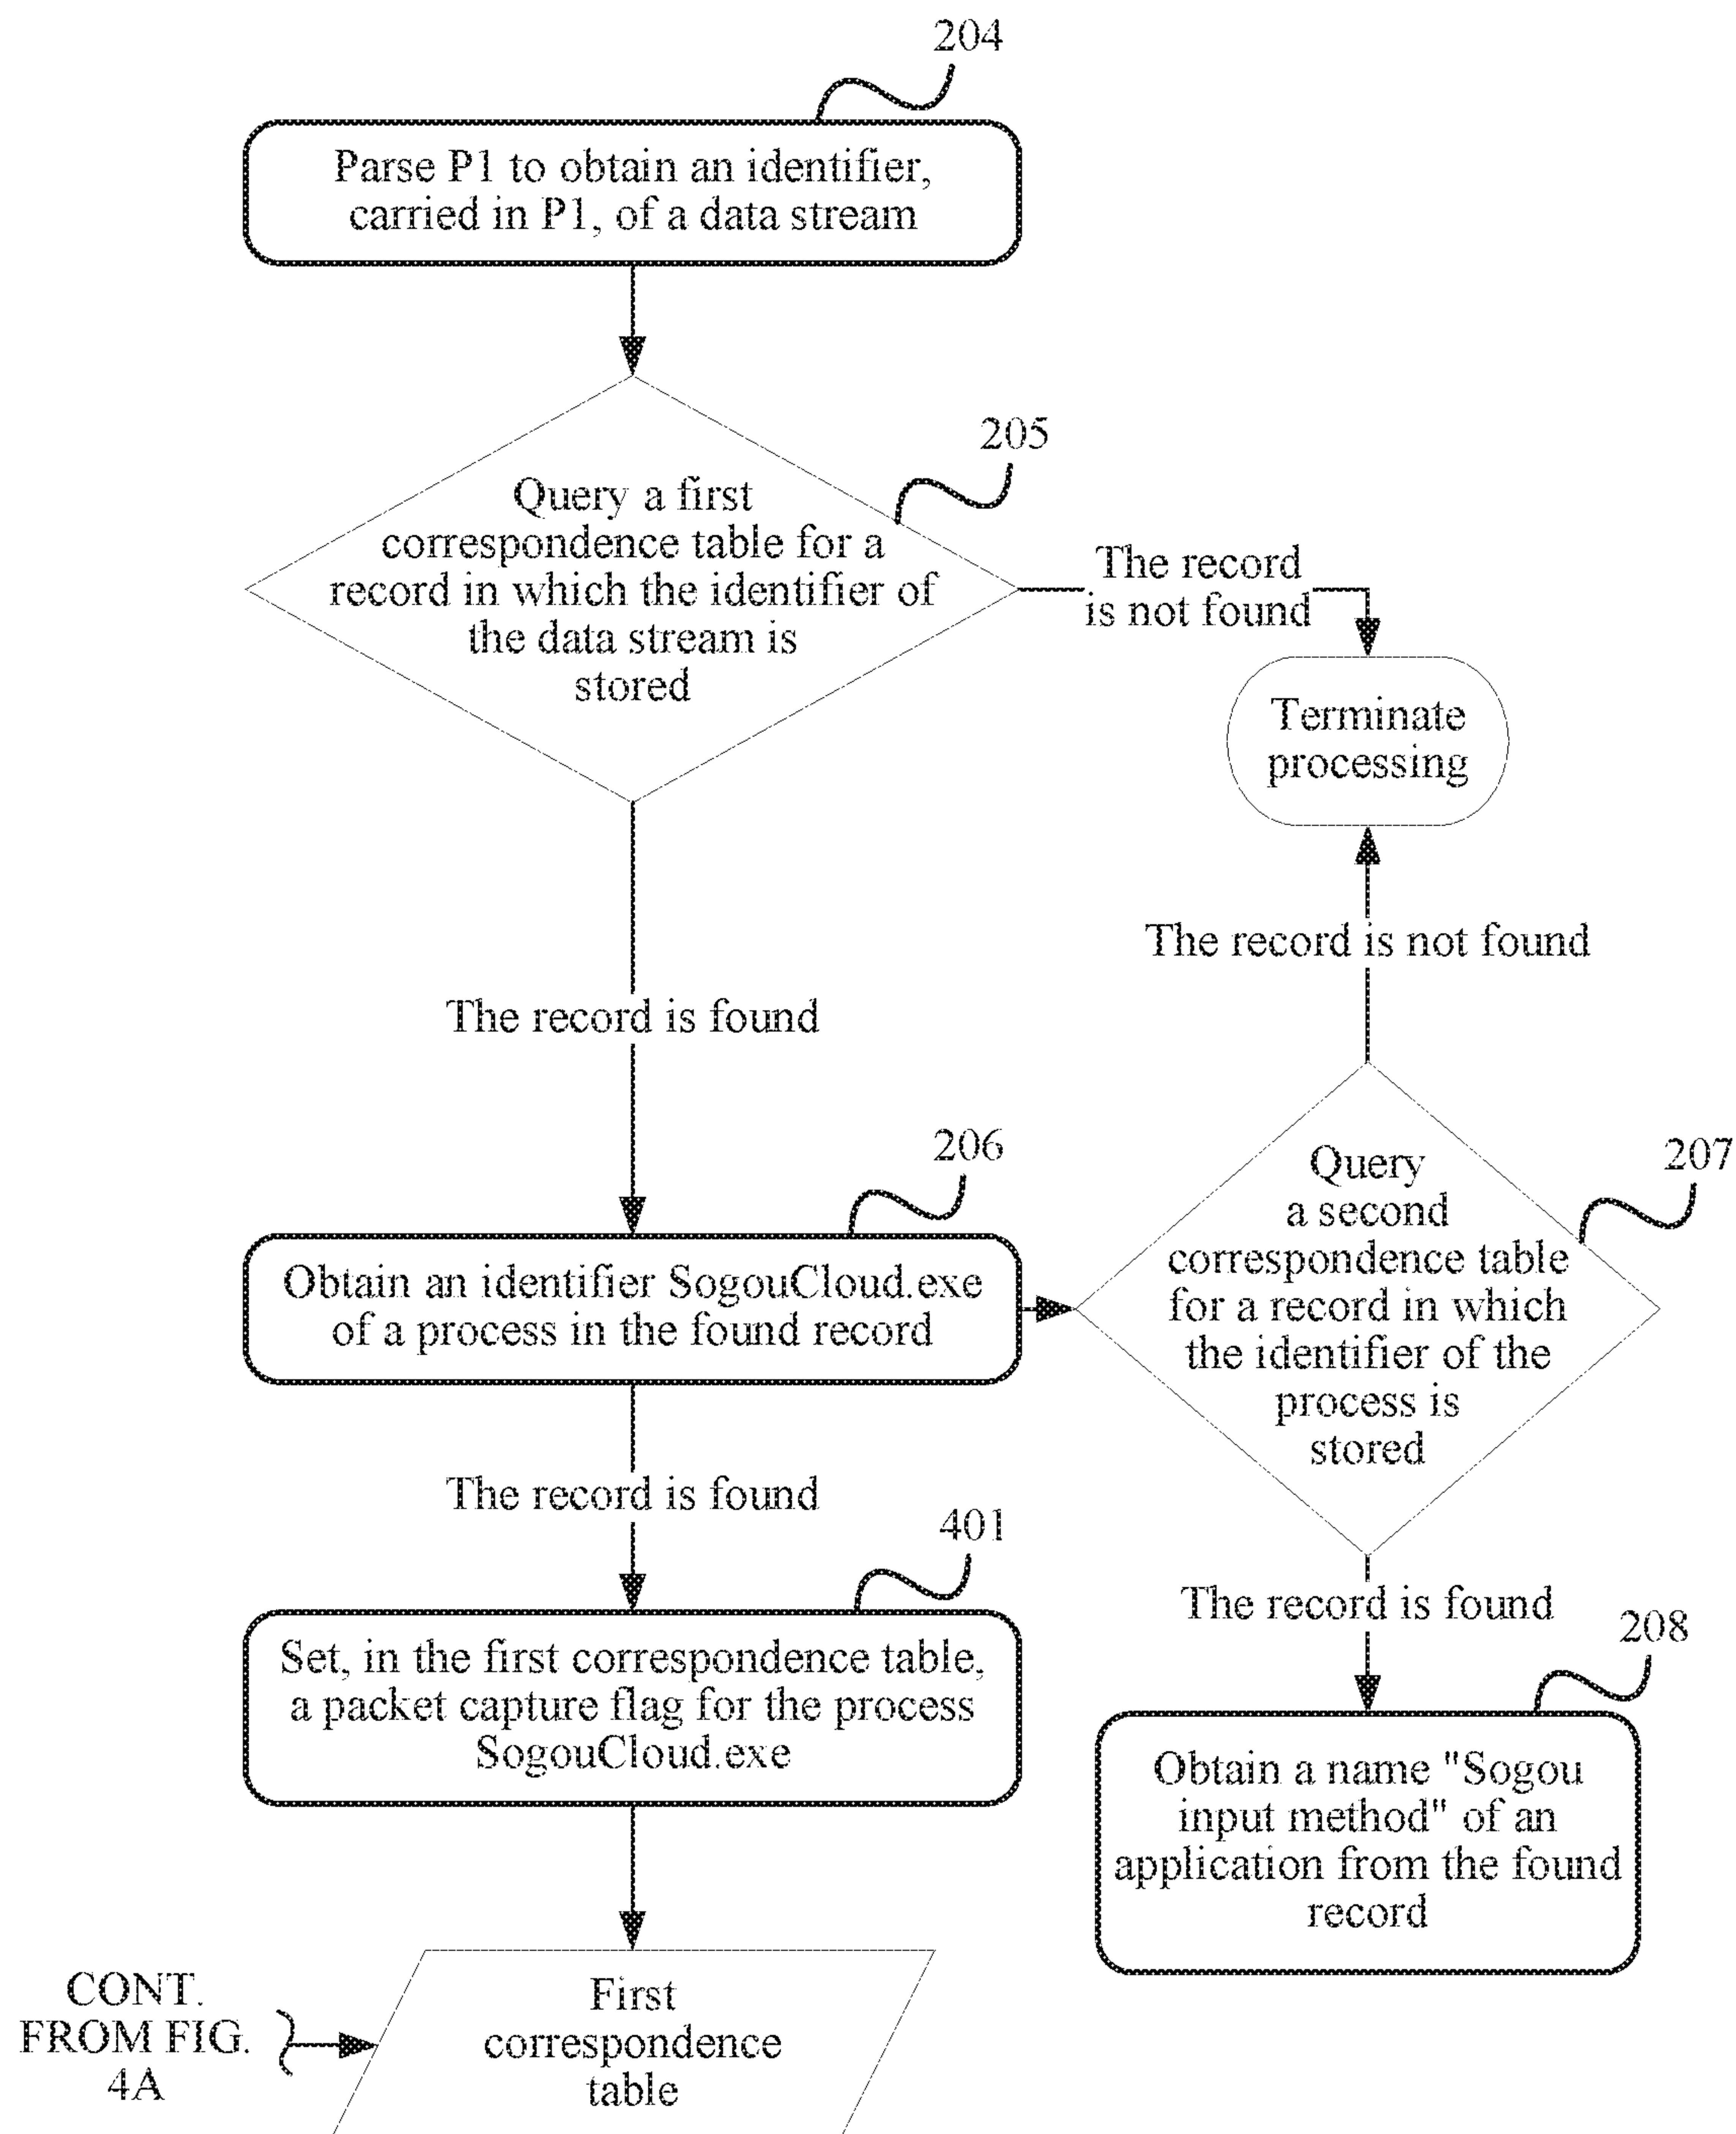 204
Parse P1 to obtain an identifier,
carried in P1, of a data stream
205
Query a first
correspondence table for a
record in which the identifier of
the data stream is
stored
The record
is not found
Terminate
processing
The record is not found
The record is found
206
207
Query
a second
correspondence table
for a record in which
the identifier of the
process is
stored
Obtain an identifier SogouCloud.exe
of a process in the found record
The record is found
401
The record is found
208
Set, in the first correspondence table,
a packet capture flag for the process
SogouCloud.exe
Obtain a name "Sogou
input method" of an
application from the found
record
CONT.
FROM FIG.
4A
First
correspondence
table